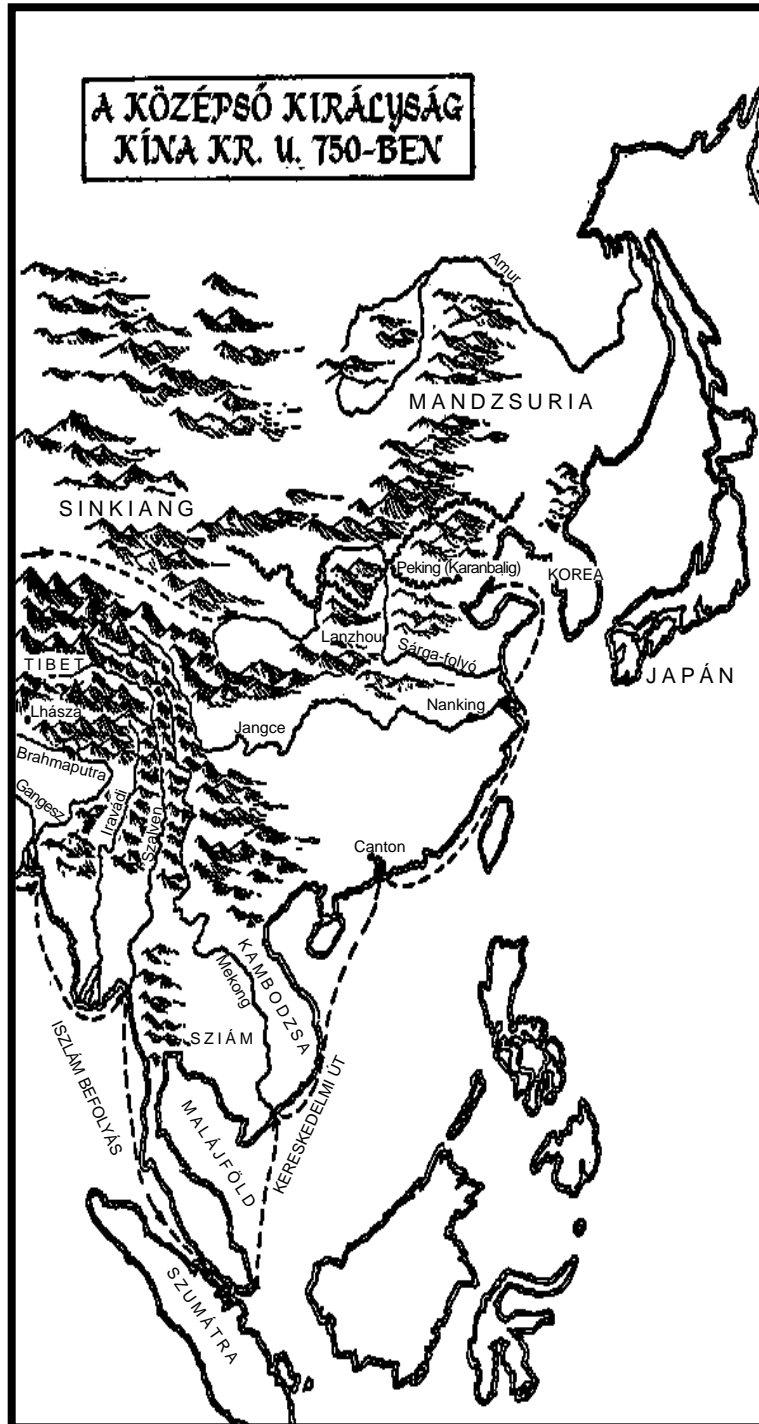 A KÖZÉPSŐ KIRÁLYSÁG
KÍNA KR. U. 750-BEN
Amur
MANDZSURIA
SINKIANG
Peking (Karanbalig)
KOREA
Lanzhou
Sárga-folyó
TIBET
JAPÁN
Lhásza
Nanking
Jangce
Brahmaputra
Gangesz
Iravádi
Szalven
Canton
KAMBODZSA
Mekong
SZIÁM
ISZLÁM BEFOLYÁS
MALÁJFÖLD
KERESKEDELMI ÚT
SZUMÁTRA